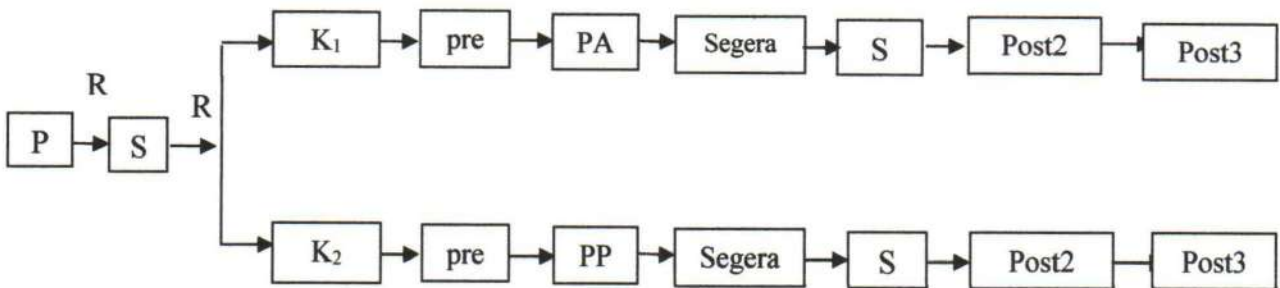 K₁ pre PA Segera S Post2 Post3
R
R
P S
K₂ pre PP Segera S Post2 Post3